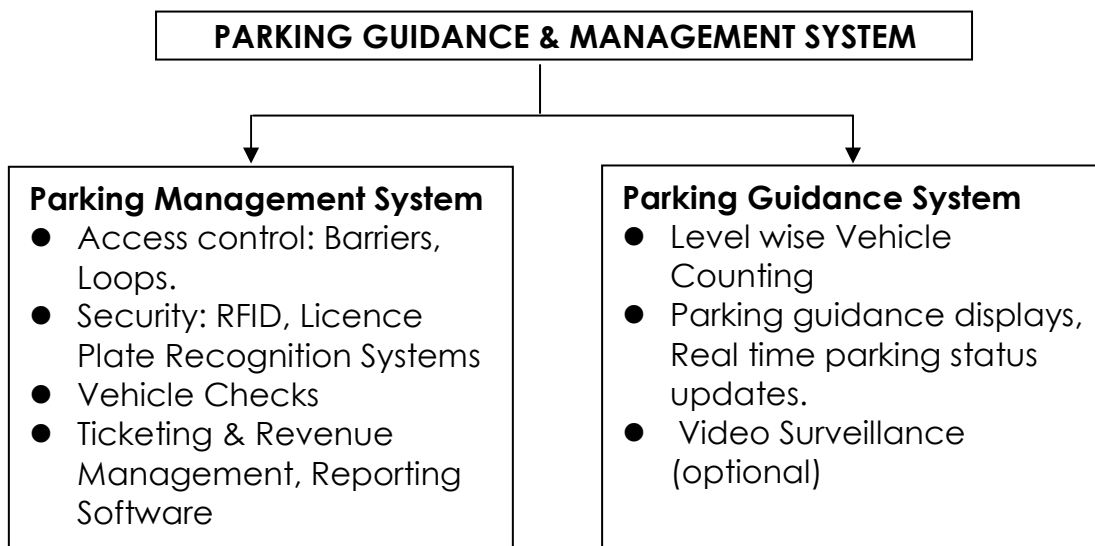 PARKING GUIDANCE & MANAGEMENT SYSTEM
Parking Management System
● Access control: Barriers,
Loops.
● Security: RFID, Licence
Plate Recognition Systems
● Vehicle Checks
● Ticketing & Revenue
Management, Reporting
Software
Parking Guidance System
● Level wise Vehicle
Counting
● Parking guidance displays,
Real time parking status
updates.
● Video Surveillance
(optional)